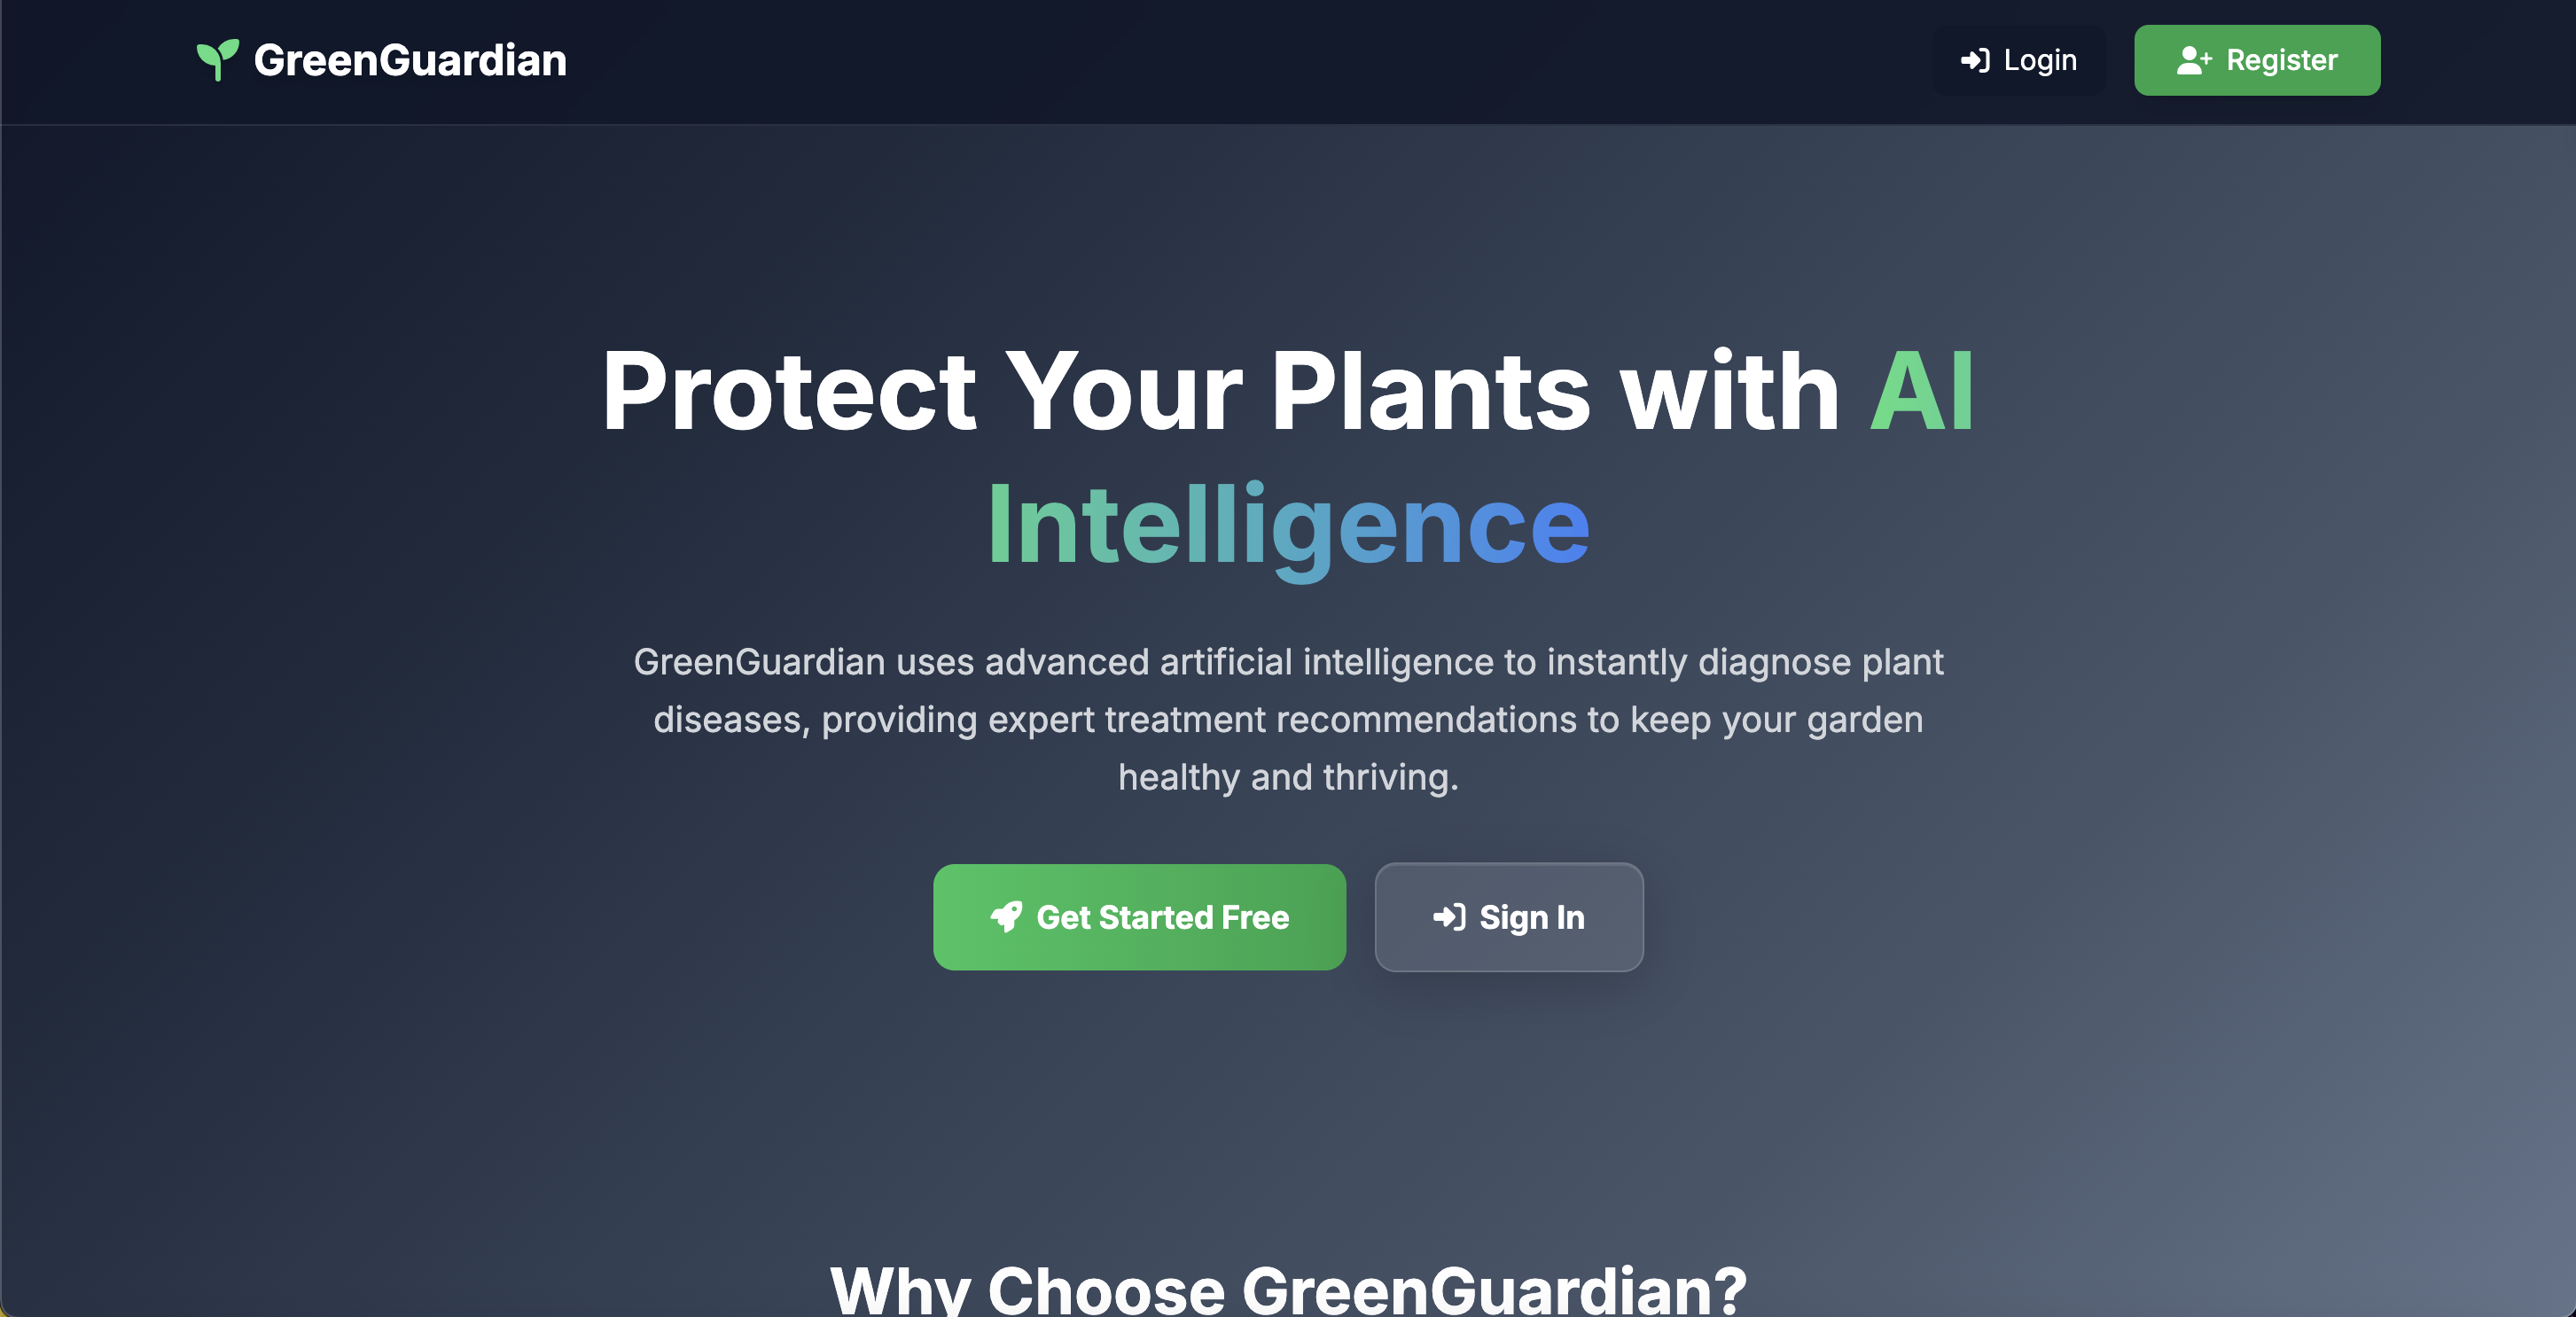 GreenGuardian
Login
Register
Protect Your Plants with AI
Intelligence
GreenGuardian uses advanced artificial intelligence to instantly diagnose plant
diseases, providing expert treatment recommendations to keep your garden
healthy and thriving.
Get Started Free
Sign In
Why Choose GreenGuardian?